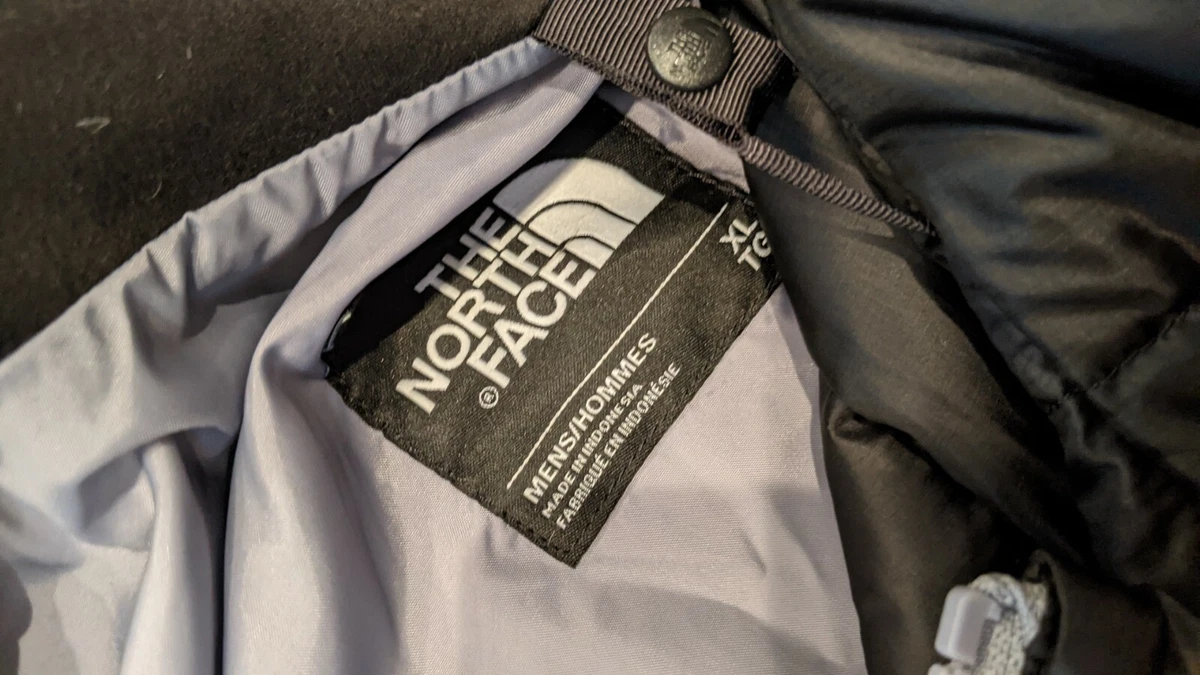 THE
NORTH
FACE
®
XL
TG
MENS/HOMMES
MADE IN INDONESIA
FABRIQUÉ EN INDONÉSIE